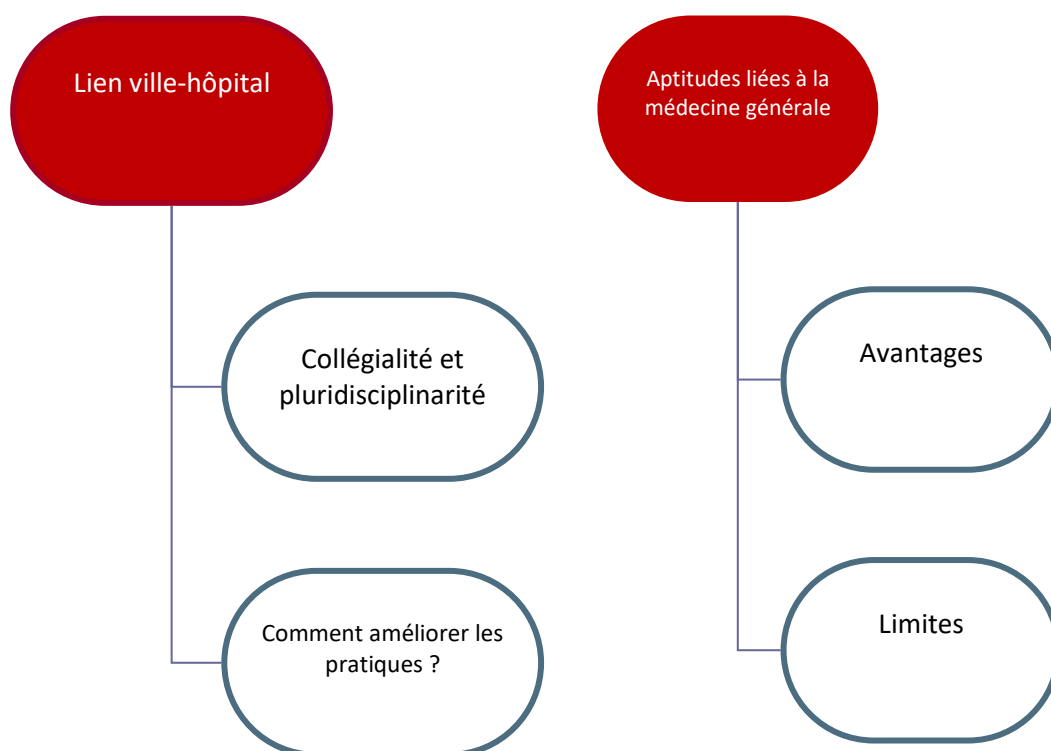 Lien ville-hôpital
Collégialité et
pluridisciplinarité
Comment améliorer les
pratiques ?
Aptitudes liées à la
médecine générale
Avantages
Limites